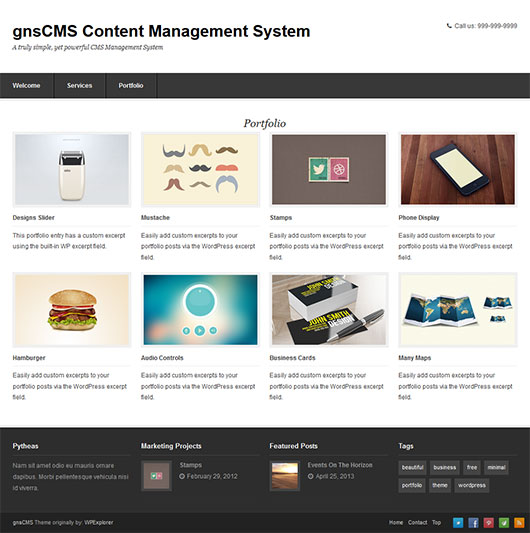 gnsCMS Content Management System
Call us: 999-999-9999
A truly simple, yet powerful CMS Management System
Welcome Services Portfolio
Portfolio
Designs Slider
This portfolio entry has a custom excerpt
using the built-in WP excerpt field.
Mustache
Easily add custom excerpts to your
portfolio posts via the WordPress excerpt
field.
Stamps
Easily add custom excerpts to your
portfolio posts via the WordPress excerpt
field.
Phone Display
Easily add custom excerpts to your
portfolio posts via the WordPress excerpt
field.
JOHN SMITH
DESIGN
JOHN SMITH
DESIGN
Hamburger
Easily add custom excerpts to your
portfolio posts via the WordPress excerpt
field.
Audio Controls
Easily add custom excerpts to your
portfolio posts via the WordPress excerpt
field.
Business Cards
Easily add custom excerpts to your
portfolio posts via the WordPress excerpt
field.
Many Maps
Easily add custom excerpts to your
portfolio posts via the WordPress excerpt
field.
Pytheas
Nam sit amet odio eu mauris ornare
dapibus. Morbi pellentesque vehicula nisi
id viverra.
Marketing Projects
Stamps
February 29, 2012
Featured Posts
Events On The Horizon
April 25, 2013
Tags
beautiful business free minimal
portfolio theme wordpress
gnsCMS Theme originally by: WPExplorer
Home Contact Top